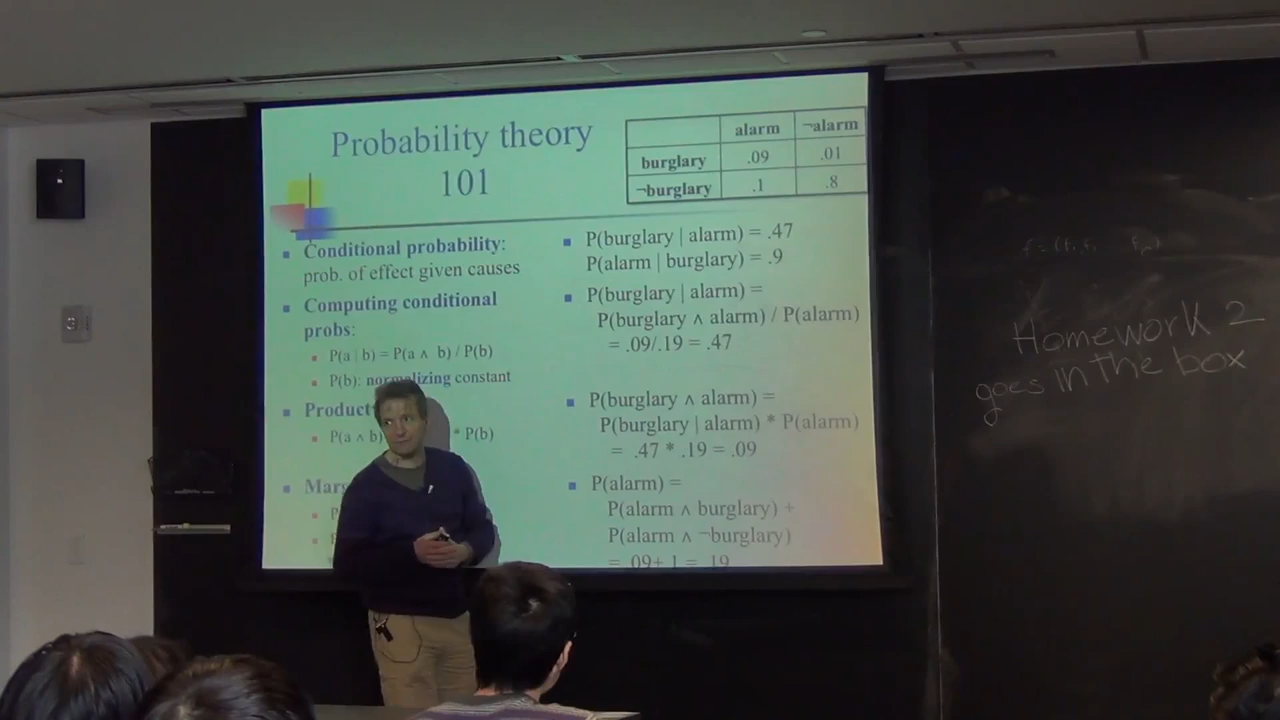 Probability theory
101
alarm ¬alarm
burglary .09 .01
¬burglary .1 .8
Conditional probability:
prob. of effect given causes
Computing conditional
probs:
P(a | b) = P(a ∧ b) / P(b)
P(b): normalizing constant
Product
P(a ∧ b) * P(b)
P(burglary | alarm) = .47
P(alarm | burglary) = .9
P(burglary | alarm) =
P(burglary ∧ alarm) / P(alarm)
= .09/.19 = .47
P(burglary ∧ alarm) =
P(burglary | alarm) * P(alarm)
= .47 * .19 = .09
P(alarm) =
P(alarm ∧ burglary) +
P(alarm ∧ ¬burglary)
= .09+.1 = .19
Homework 2
goes in the box